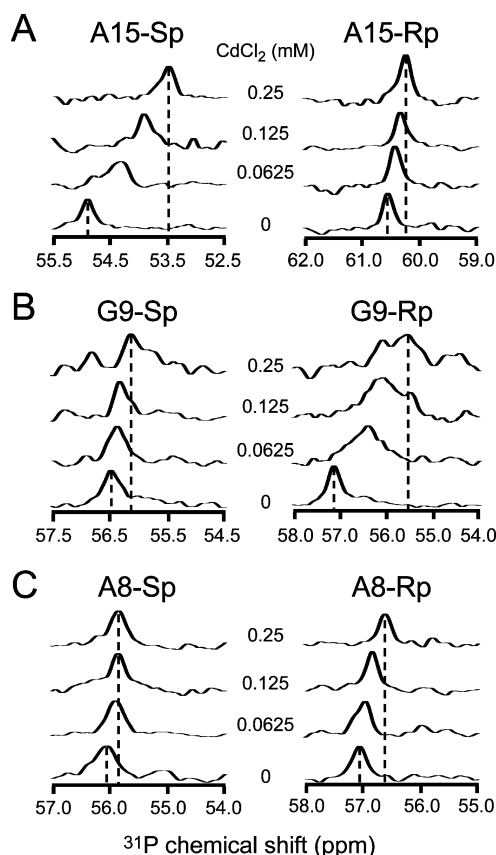 A
A15-Sp
CdCl₂ (mM)
A15-Rp
0.25
0.125
0.0625
0
55.5 54.5 53.5 52.5
62.0 61.0 60.0 59.0
B
G9-Sp
G9-Rp
0.25
0.125
0.0625
0
57.5 56.5 55.5 54.5
58.0 57.0 56.0 55.0 54.0
C
A8-Sp
A8-Rp
0.25
0.125
0.0625
0
57.0 56.0 55.0 54.0
58.0 57.0 56.0 55.0
³¹P chemical shift (ppm)